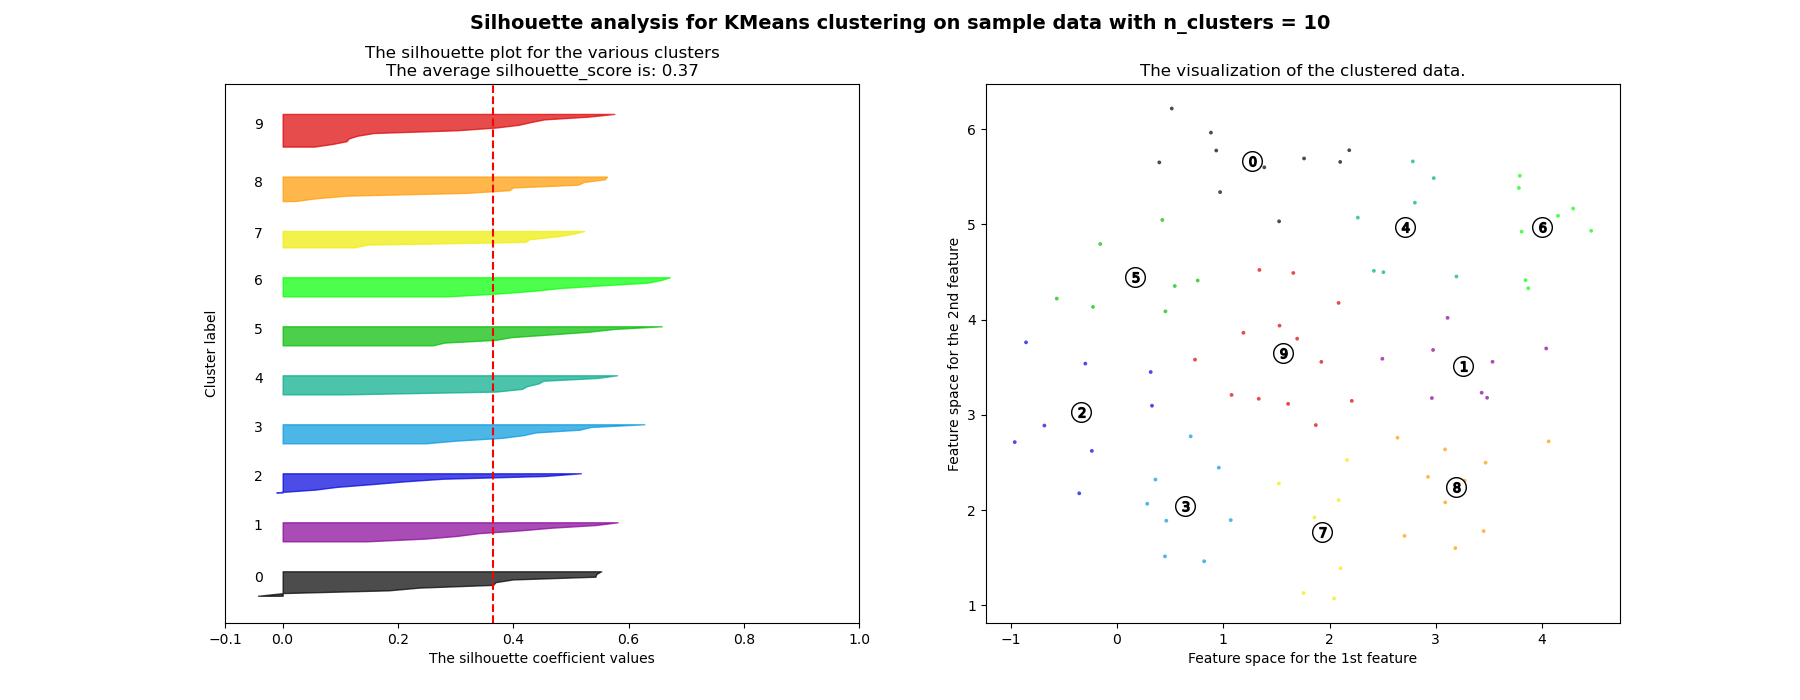 Silhouette analysis for KMeans clustering on sample data with n_clusters = 10
The silhouette plot for the various clusters
The average silhouette_score is: 0.37
9
8
7
6
5
4
3
2
1
0
Cluster label
−0.1 0.0 0.2 0.4 0.6 0.8 1.0
The silhouette coefficient values
The visualization of the clustered data.
6
5
4
3
2
1
Feature space for the 2nd feature
0
4
6
5
9
1
2
8
3
7
−1 0 1 2 3 4
Feature space for the 1st feature